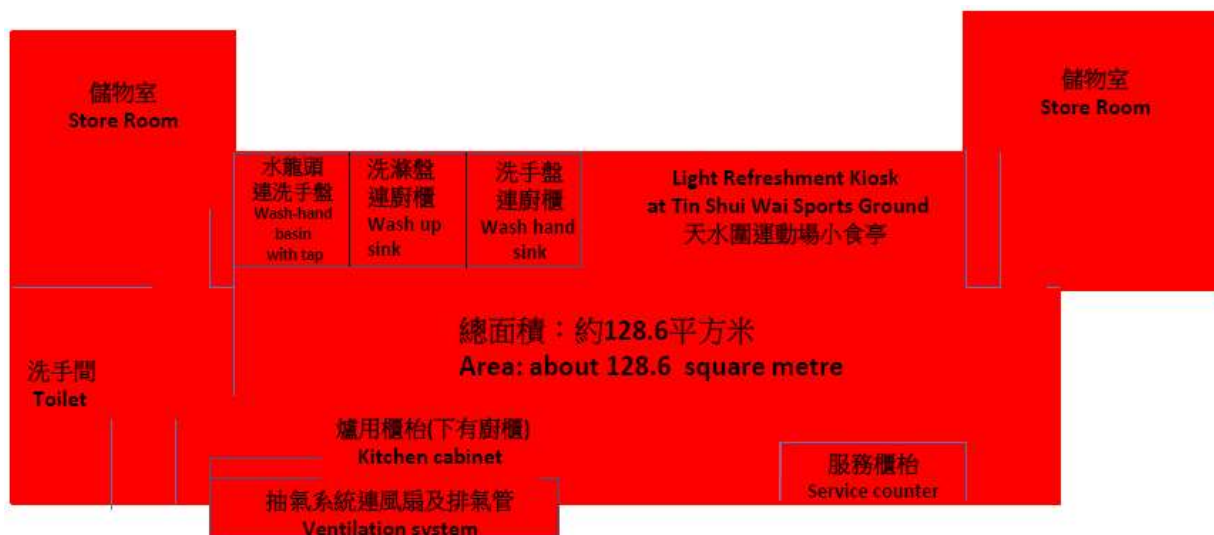 儲物室
Store Room
儲物室
Store Room
水龍頭
連洗手盤
Wash-hand
basin
with tap
洗滌盤
連廚櫃
Wash up
sink
洗手盤
連廚櫃
Wash hand
sink
Light Refreshment Kiosk
at Tin Shui Wai Sports Ground
天水圍運動場小食亭
總面積：約128.6平方米
Area: about 128.6 square metre
洗手間
Toilet
爐用櫃枱(下有廚櫃)
Kitchen cabinet
服務櫃枱
Service counter
抽氣系統連風扇及排氣管
Ventilation system